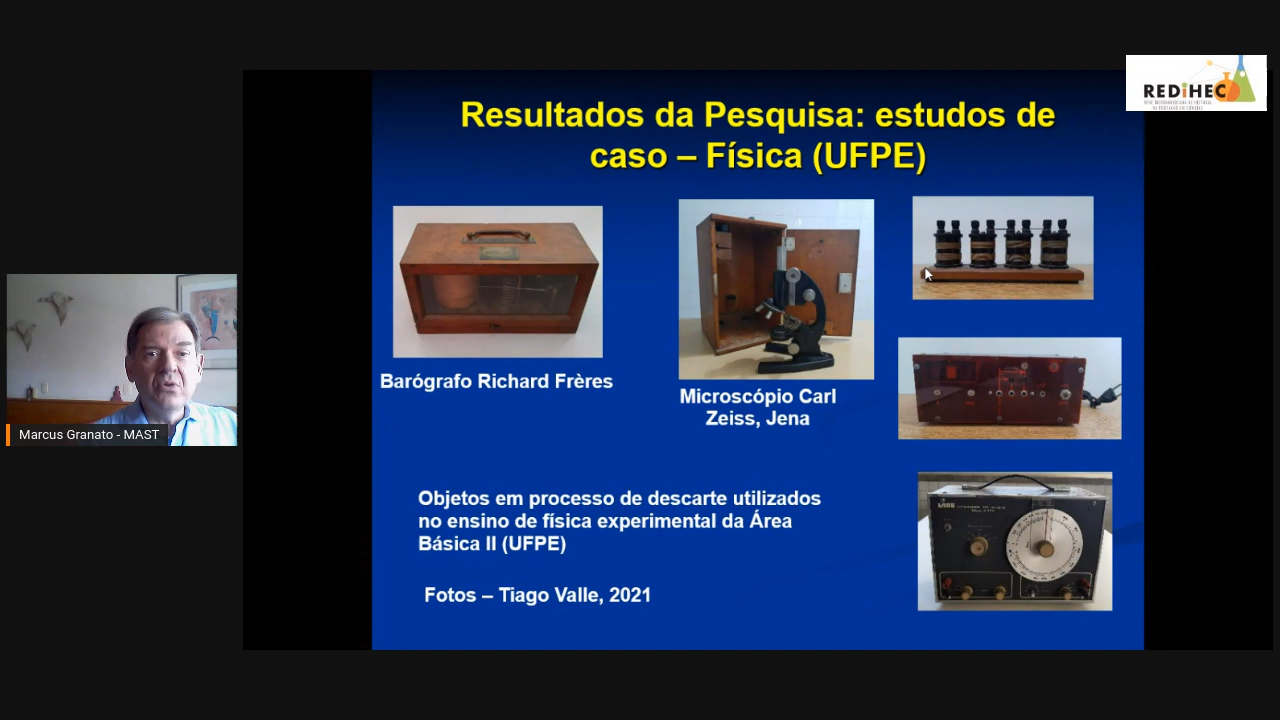 REDiHEC
Resultados da Pesquisa: estudos de
caso – Física (UFPE)
Barógrafo Richard Frères
Microscópio Carl
Zeiss, Jena
Objetos em processo de descarte utilizados
no ensino de física experimental da Área
Básica II (UFPE)
Fotos – Tiago Valle, 2021
LABO
Marcus Granato - MAST